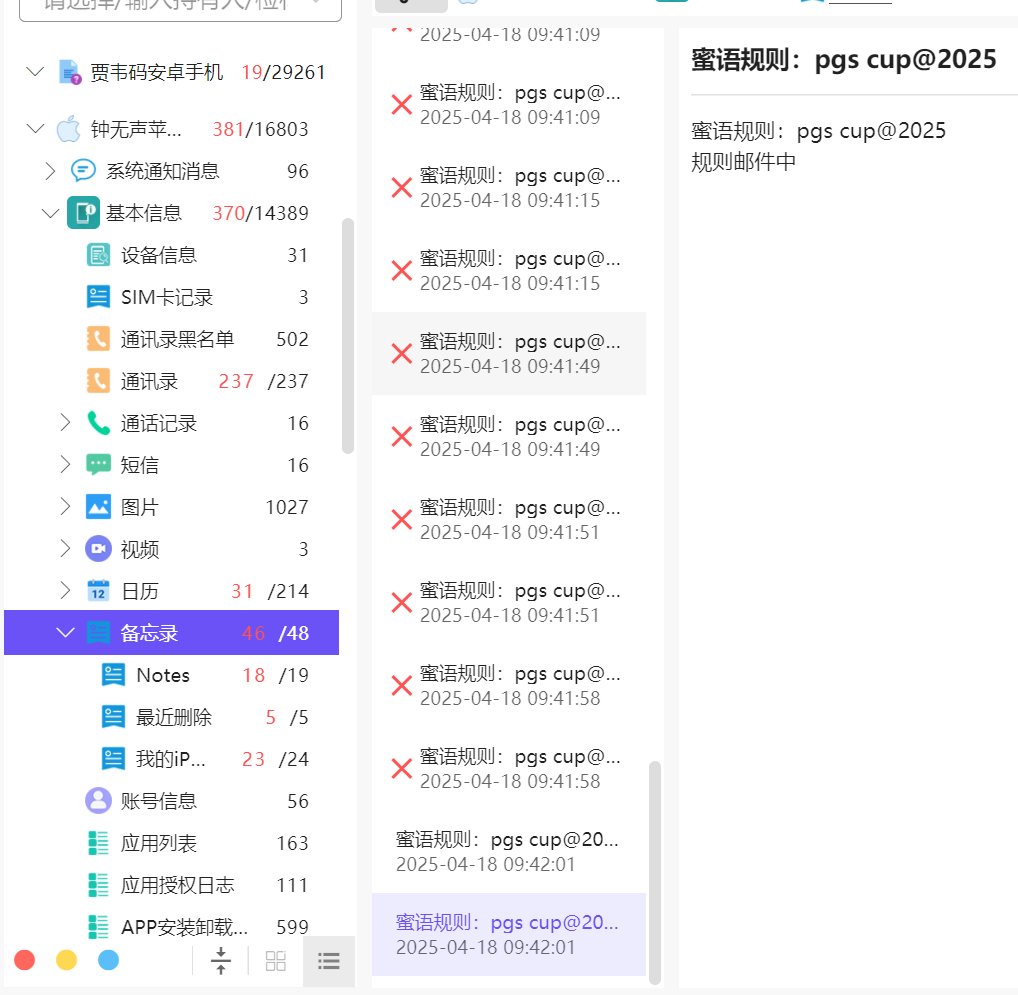 请选择/输入持有人/检材
贾韦码安卓手机 19/29261
钟无声苹... 381/16803
系统通知消息 96
基本信息 370/14389
设备信息 31
SIM卡记录 3
通讯录黑名单 502
通讯录 237 /237
通话记录 16
短信 16
图片 1027
视频 3
日历 31 /214
备忘录 46 /48
Notes 18 /19
最近删除 5 /5
我的iP... 23 /24
账号信息 56
应用列表 163
应用授权日志 111
APP安装卸载... 599
2025-04-18 09:41:09
蜜语规则：pgs cup@...
2025-04-18 09:41:09
蜜语规则：pgs cup@...
2025-04-18 09:41:15
蜜语规则：pgs cup@...
2025-04-18 09:41:15
蜜语规则：pgs cup@...
2025-04-18 09:41:49
蜜语规则：pgs cup@...
2025-04-18 09:41:49
蜜语规则：pgs cup@...
2025-04-18 09:41:51
蜜语规则：pgs cup@...
2025-04-18 09:41:51
蜜语规则：pgs cup@...
2025-04-18 09:41:58
蜜语规则：pgs cup@...
2025-04-18 09:41:58
蜜语规则：pgs cup@20...
2025-04-18 09:42:01
蜜语规则：pgs cup@20...
2025-04-18 09:42:01
蜜语规则：pgs cup@2025
蜜语规则：pgs cup@2025
规则邮件中